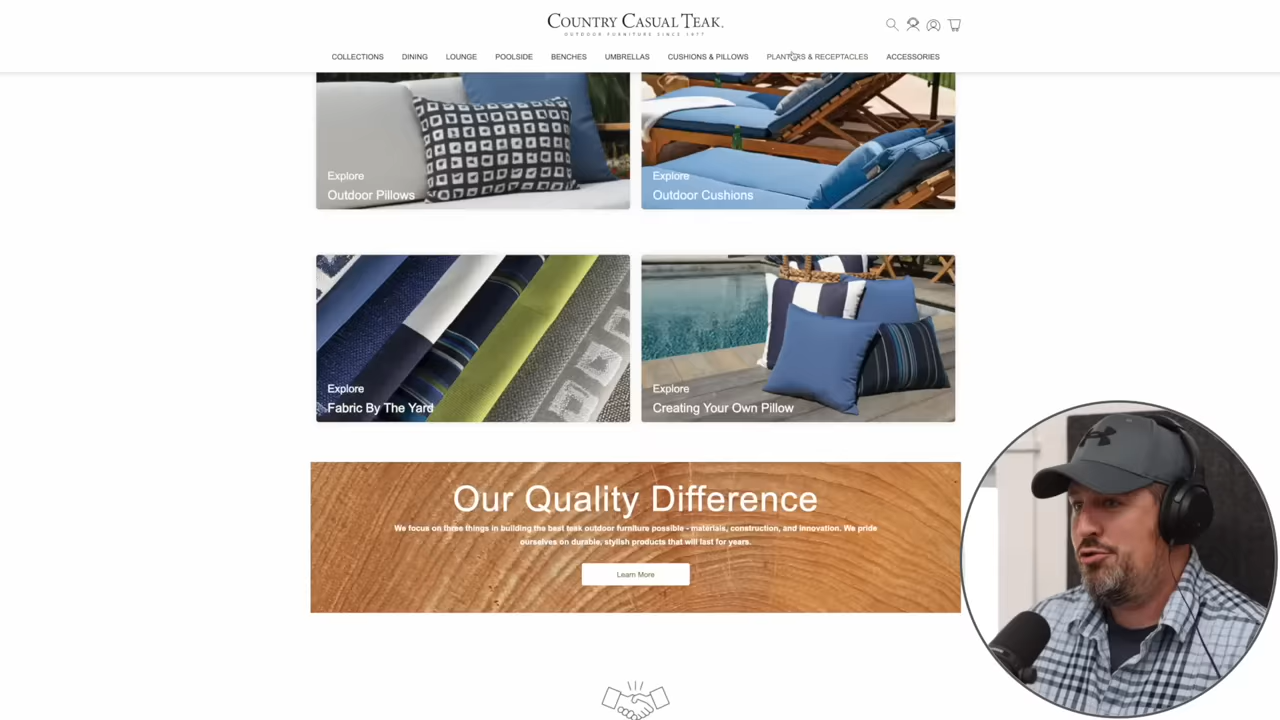 COUNTRY CASUAL TEAK.
OUTDOOR FURNITURE SINCE 1977
COLLECTIONS DINING LOUNGE POOLSIDE BENCHES UMBRELLAS CUSHIONS & PILLOWS PLANTERS & RECEPTACLES ACCESSORIES
Explore
Outdoor Pillows
Explore
Outdoor Cushions
Explore
Fabric By The Yard
Explore
Creating Your Own Pillow
Our Quality Difference
We focus on three things in building the best teak outdoor furniture possible - materials, construction, and innovation. We pride
ourselves on durable, stylish products that will last for years.
Learn More